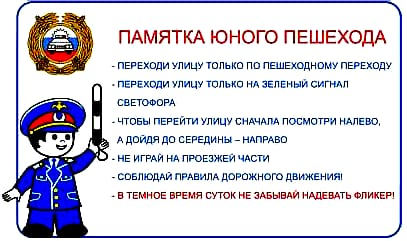 ПАМЯТКА ЮНОГО ПЕШЕХОДА
- ПЕРЕХОДИ УЛИЦУ ТОЛЬКО ПО ПЕШЕХОДНОМУ ПЕРЕХОДУ
- ПЕРЕХОДИ УЛИЦУ ТОЛЬКО НА ЗЕЛЕНЫЙ СИГНАЛ
СВЕТОФОРА
- ЧТОБЫ ПЕРЕЙТИ УЛИЦУ СНАЧАЛА ПОСМОТРИ НАЛЕВО,
А ДОЙДЯ ДО СЕРЕДИНЫ – НАПРАВО
- НЕ ИГРАЙ НА ПРОЕЗЖЕЙ ЧАСТИ
- СОБЛЮДАЙ ПРАВИЛА ДОРОЖНОГО ДВИЖЕНИЯ!
- В ТЕМНОЕ ВРЕМЯ СУТОК НЕ ЗАБЫВАЙ НАДЕВАТЬ ФЛИКЕР!